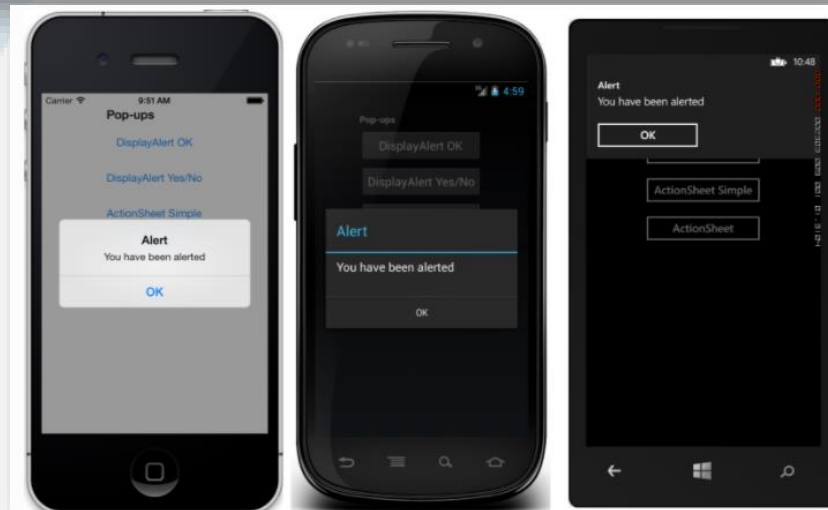 Carrier 9:51 AM
Pop-ups
DisplayAlert OK
DisplayAlert Yes/No
ActionSheet Simple
Alert
You have been alerted
OK
4:59
Pop-ups
DisplayAlert OK
DisplayAlert Yes/No
Alert
You have been alerted
OK
10:48
Alert
You have been alerted
OK
ActionSheet Simple
ActionSheet